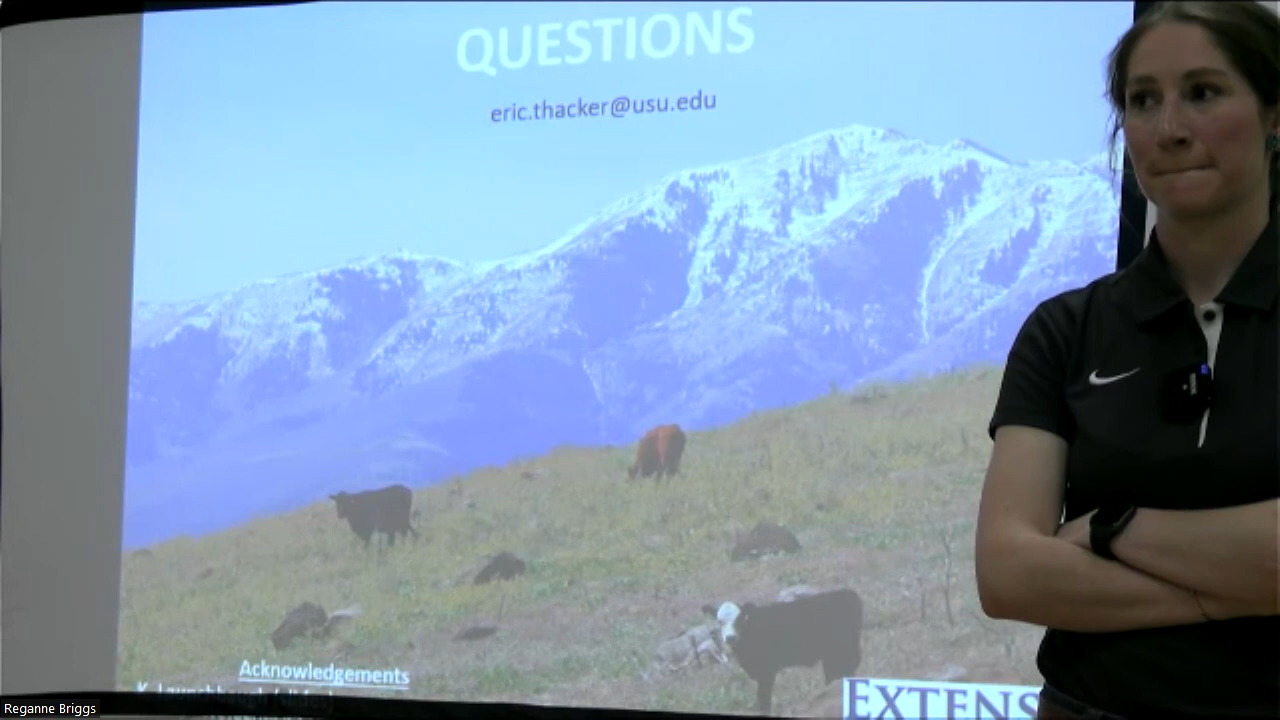 QUESTIONS
eric.thacker@usu.edu
Acknowledgements
EXTENS
Reganne Briggs